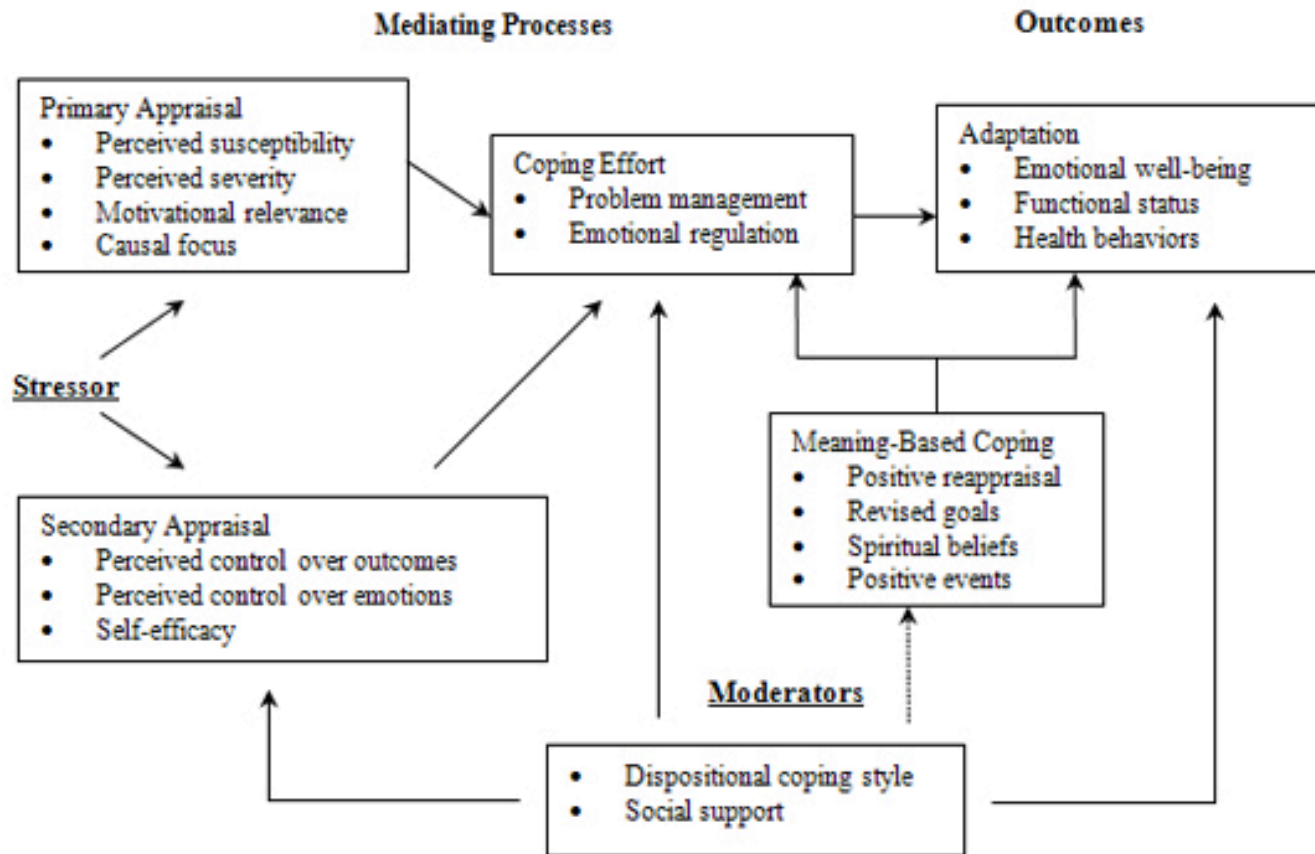 Mediating Processes
Outcomes
Primary Appraisal
• Perceived susceptibility
• Perceived severity
• Motivational relevance
• Causal focus
Coping Effort
• Problem management
• Emotional regulation
Adaptation
• Emotional well-being
• Functional status
• Health behaviors
Stressor
Meaning-Based Coping
• Positive reappraisal
• Revised goals
• Spiritual beliefs
• Positive events
Secondary Appraisal
• Perceived control over outcomes
• Perceived control over emotions
• Self-efficacy
Moderators
• Dispositional coping style
• Social support